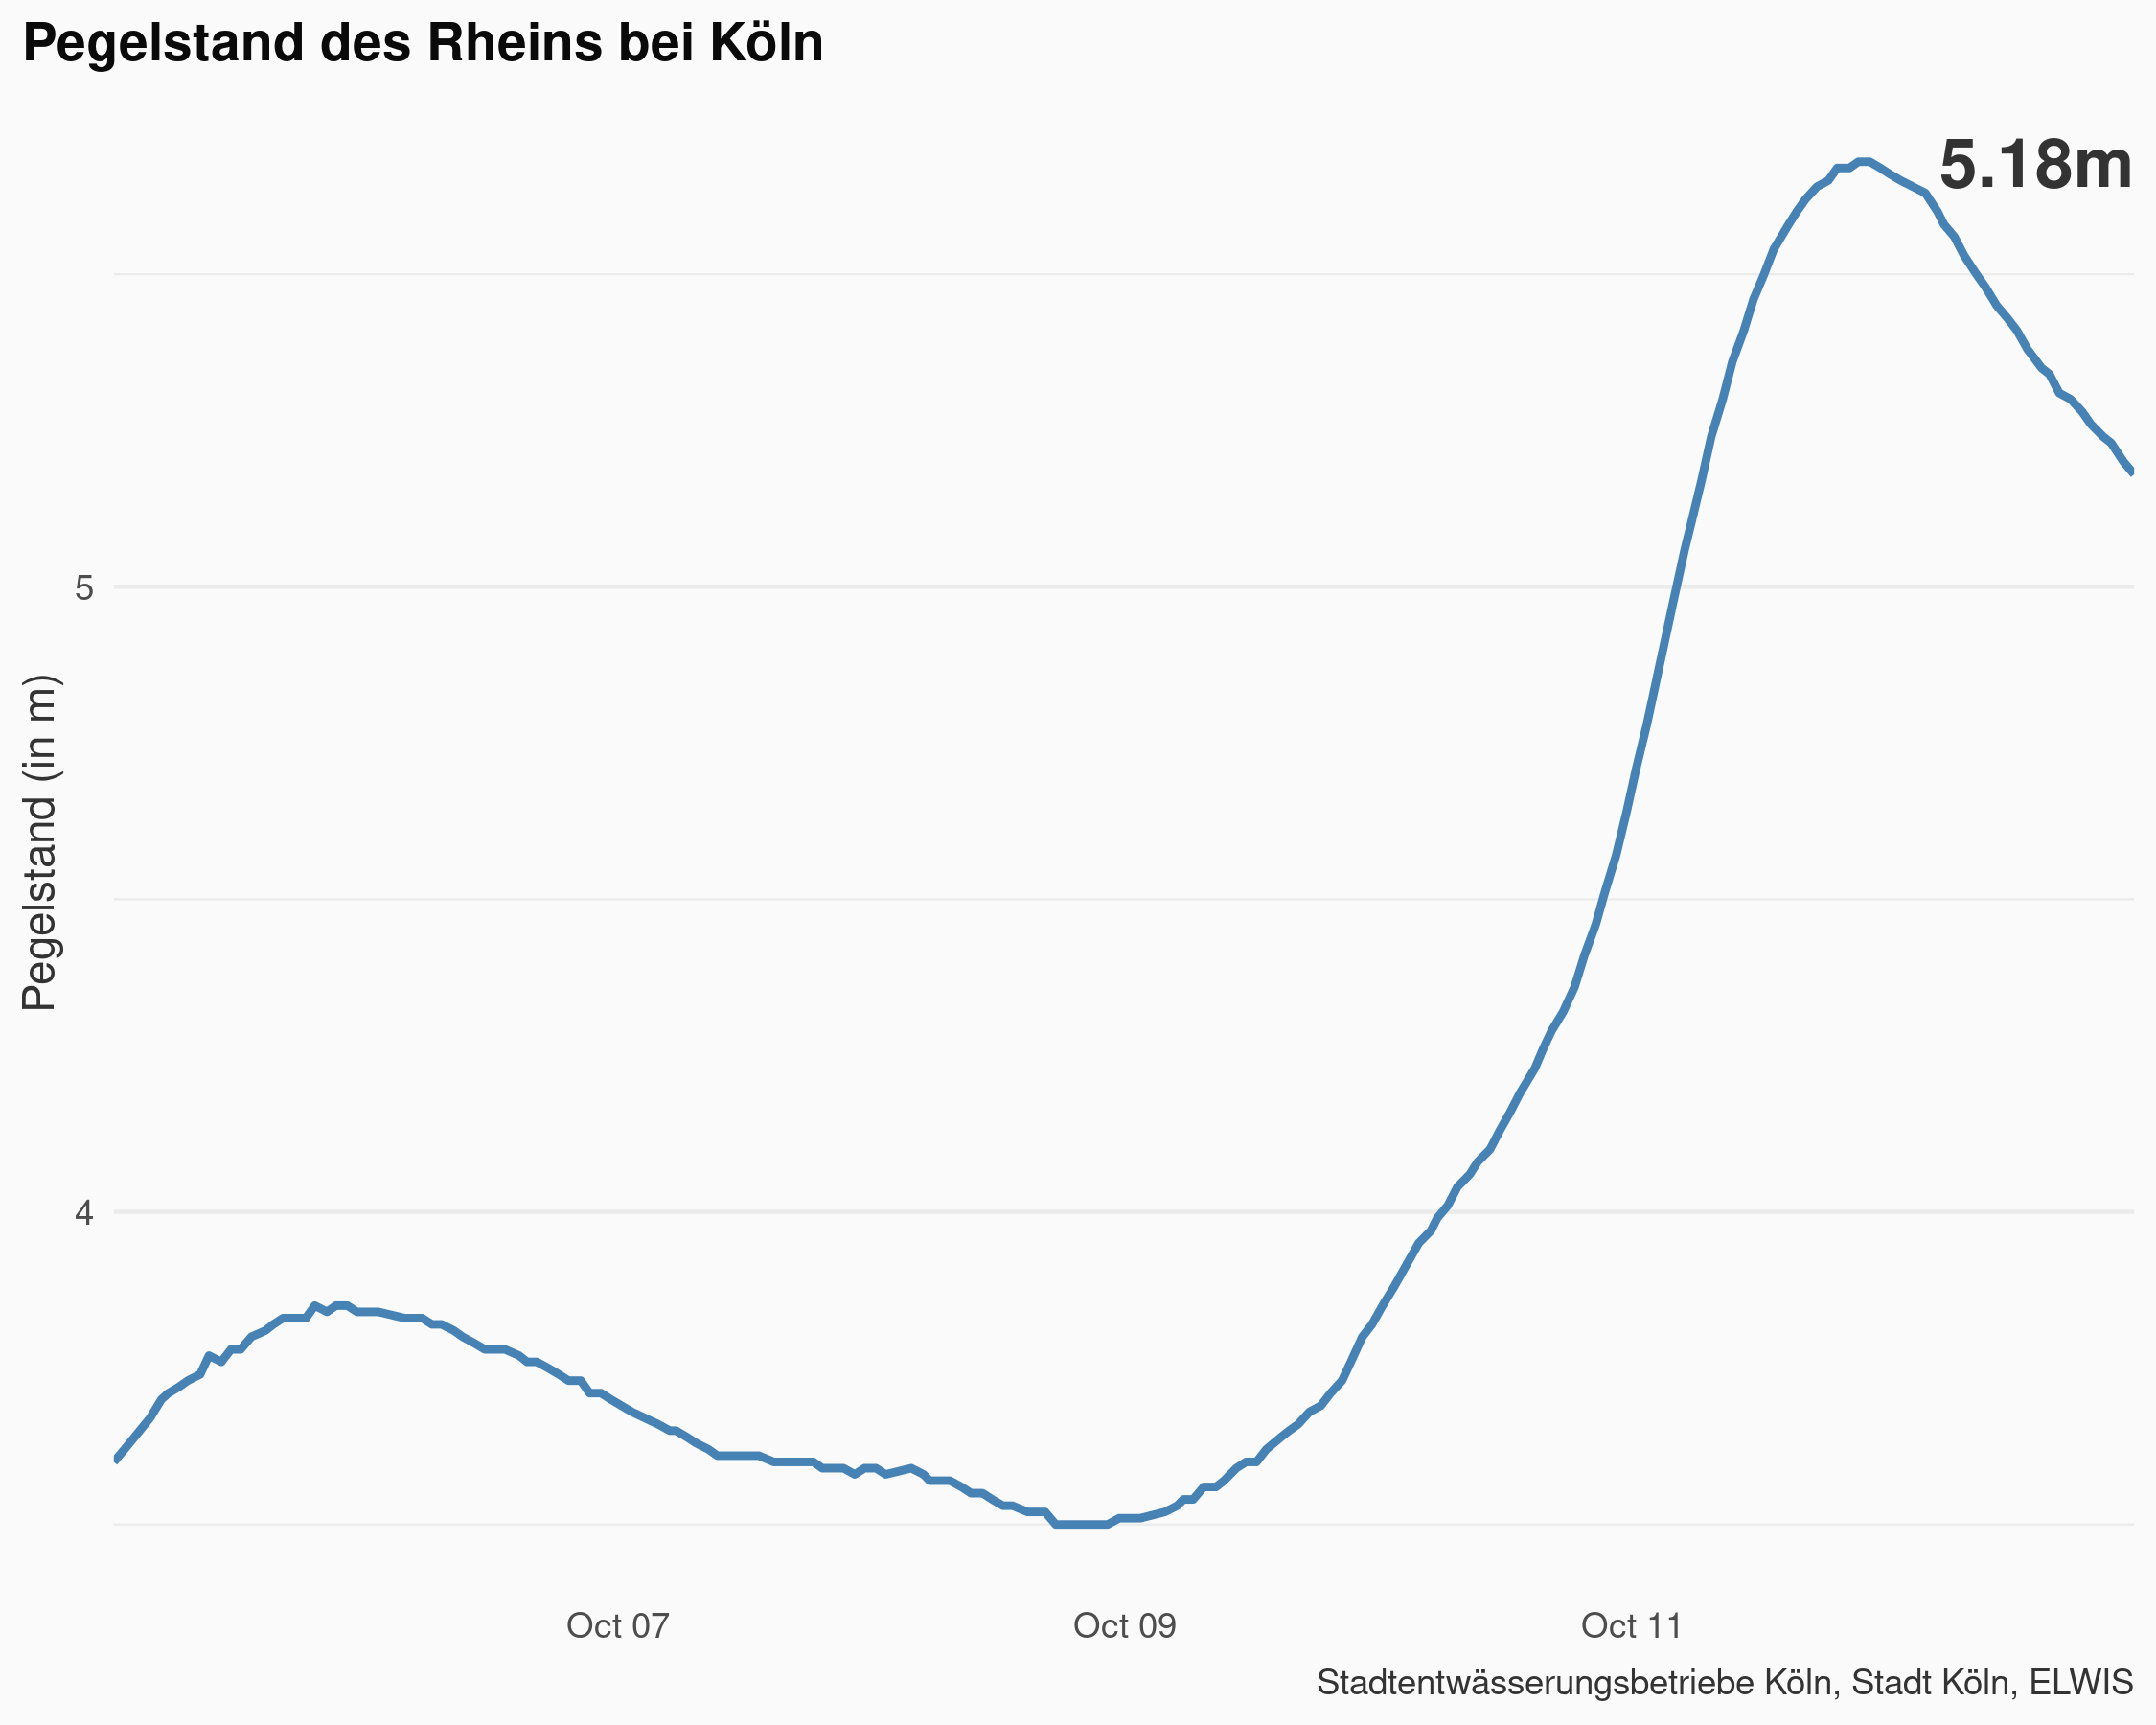 Pegelstand des Rheins bei Köln
5.18m
5
4
Pegelstand (in m)
Oct 07
Oct 09
Oct 11
Stadtentwässerungsbetriebe Köln, Stadt Köln, ELWIS